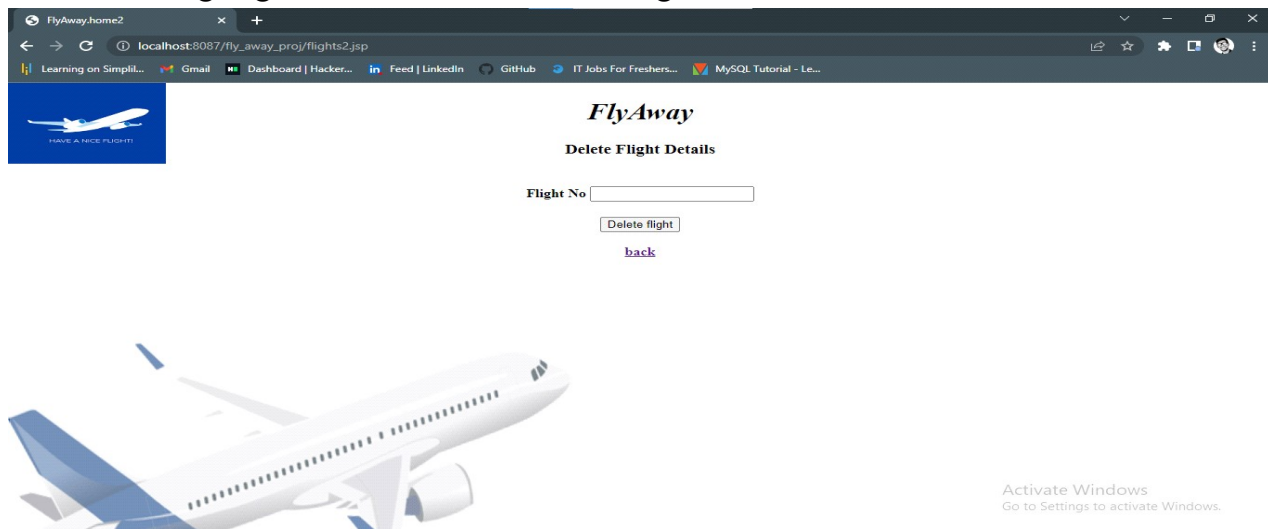 FlyAway.home2
localhost:8087/fly_away_proj/flights2.jsp
Learning on Simplil... Gmail Dashboard | Hacker... Feed | LinkedIn GitHub IT Jobs For Freshers... MySQL Tutorial - Le...
HAVE A NICE FLIGHT!
FlyAway
Delete Flight Details
Flight No
Delete flight
back
Activate Windows
Go to Settings to activate Windows.